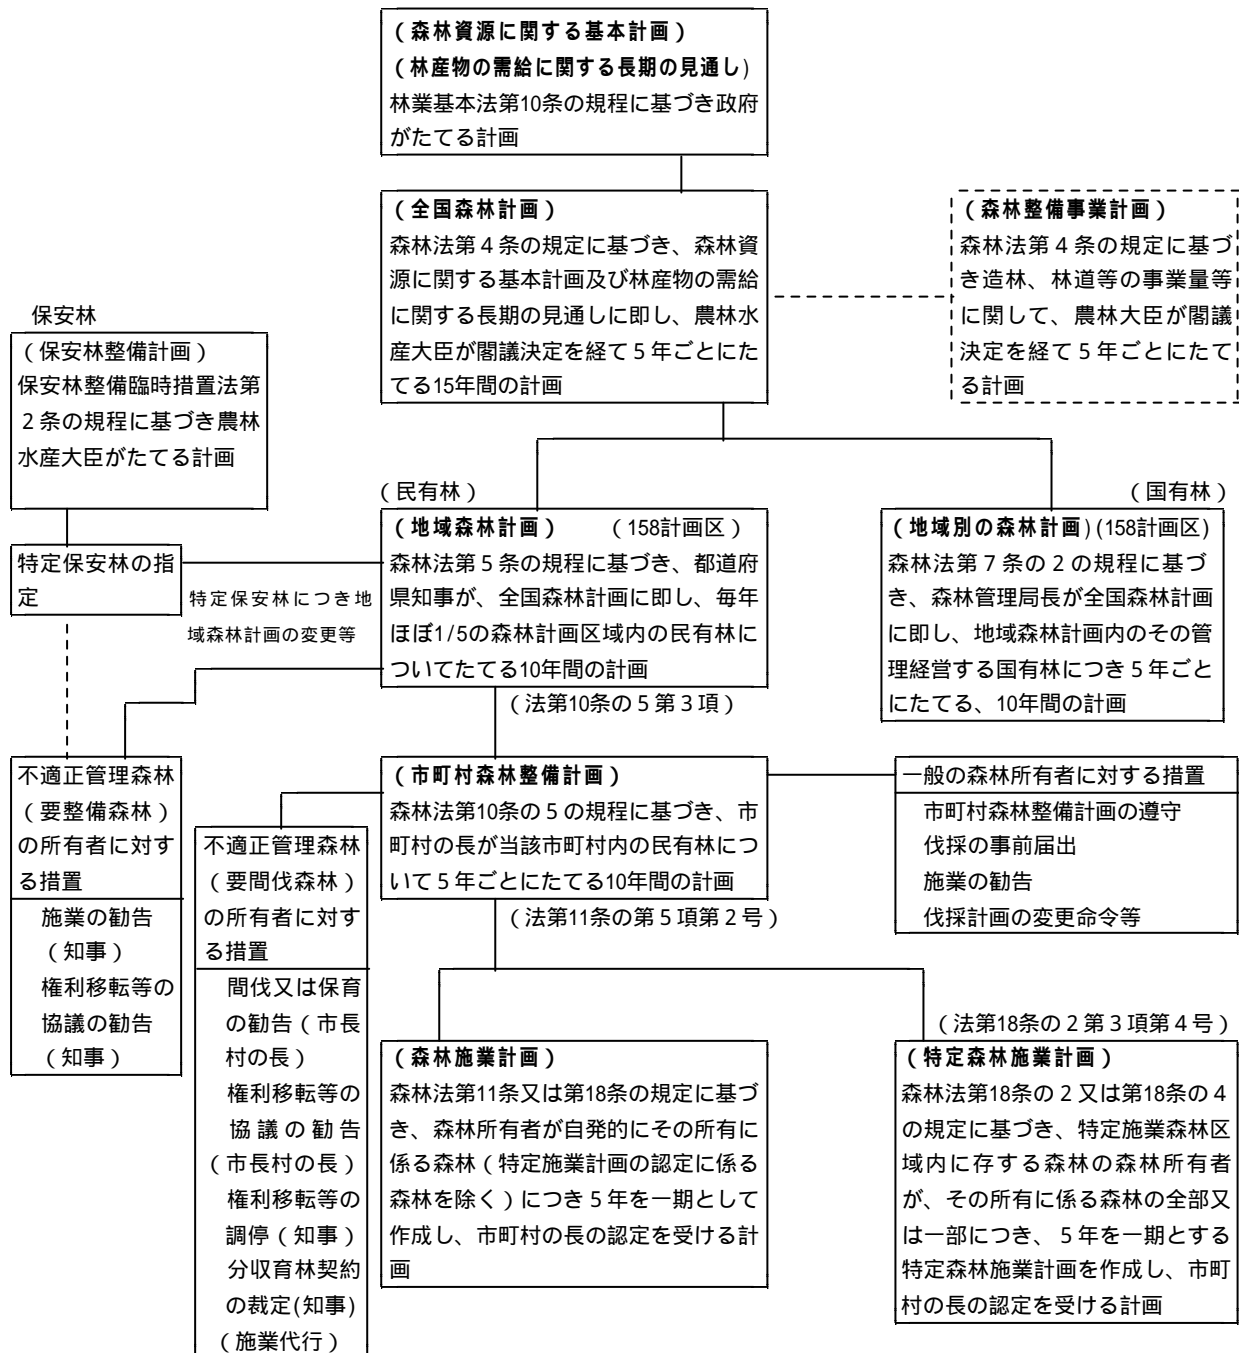 （森林資源に関する基本計画）
（林産物の需給に関する長期の見通し）
林業基本法第10条の規程に基づき政府
がたてる計画
（全国森林計画）
森林法第４条の規定に基づき、森林資
源に関する基本計画及び林産物の需給
に関する長期の見通しに即し、農林水
産大臣が閣議決定を経て５年ごとにた
てる15年間の計画
（森林整備事業計画）
森林法第４条の規定に基づ
き造林、林道等の事業量等
に関して、農林大臣が閣議
決定を経て５年ごとにたて
る計画
保安林
（保安林整備計画）
保安林整備臨時措置法第
２条の規程に基づき農林
水産大臣がたてる計画
特定保安林の指
定
特定保安林につき地
域森林計画の変更等
（民有林）
（地域森林計画）　（158計画区）
森林法第５条の規程に基づき、都道府
県知事が、全国森林計画に即し、毎年
ほぼ1/5の森林計画区域内の民有林に
ついてたてる10年間の計画
（国有林）
（地域別の森林計画）(158計画区)
森林法第７条の２の規程に基づ
き、森林管理局長が全国森林計画
に即し、地域森林計画内のその管
理経営する国有林につき５年ごと
にたてる、10年間の計画
（法第10条の５第３項）
不適正管理森林
（要整備森林）
の所有者に対す
る措置
施業の勧告
（知事）
権利移転等の
協議の勧告
（知事）
不適正管理森林
（要間伐森林）
の所有者に対す
る措置
間伐又は保育
の勧告（市長
村の長）
権利移転等の
協議の勧告
（市長村の長）
権利移転等の
調停（知事）
分収育林契約
の裁定(知事)
（施業代行）
（市町村森林整備計画）
森林法第10条の５の規程に基づき、市
町村の長が当該市町村内の民有林につ
いて５年ごとにたてる10年間の計画
（法第11条の第５項第２号）
一般の森林所有者に対する措置
市町村森林整備計画の遵守
伐採の事前届出
施業の勧告
伐採計画の変更命令等
（森林施業計画）
森林法第11条又は第18条の規定に基づ
き、森林所有者が自発的にその所有に
係る森林（特定施業計画の認定に係る
森林を除く）につき５年を一期として
作成し、市町村の長の認定を受ける計
画
（法第18条の２第３項第４号）
（特定森林施業計画）
森林法第18条の２又は第18条の４
の規定に基づき、特定施業森林区
域内に存する森林の森林所有者
が、その所有に係る森林の全部又
は一部につき、５年を一期とする
特定森林施業計画を作成し、市町
村の長の認定を受ける計画